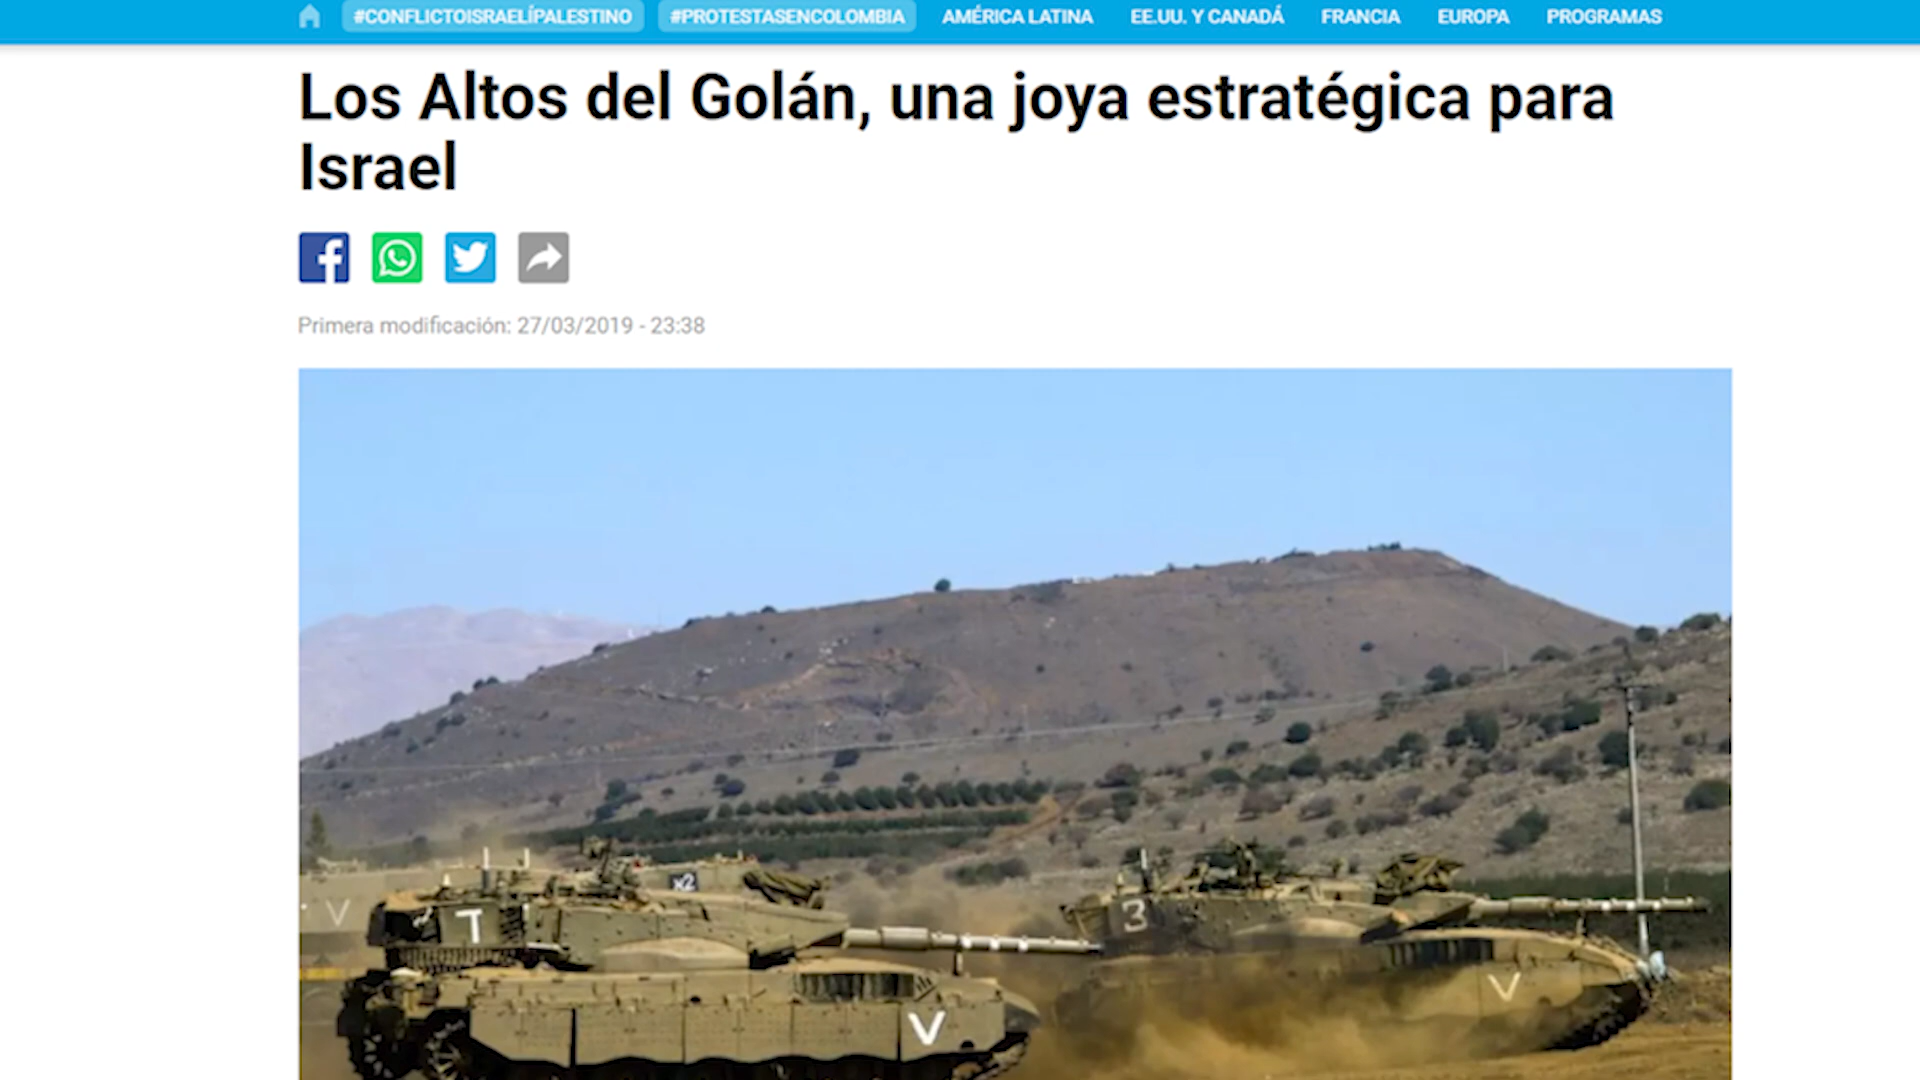 #CONFLICTOISRAELÍPALESTINO #PROTESTASENCOLOMBIA AMÉRICA LATINA EE.UU. Y CANADÁ FRANCIA EUROPA PROGRAMAS
Los Altos del Golán, una joya estratégica para
Israel
Primera modificación: 27/03/2019 - 23:38
x2
V T 3
V V